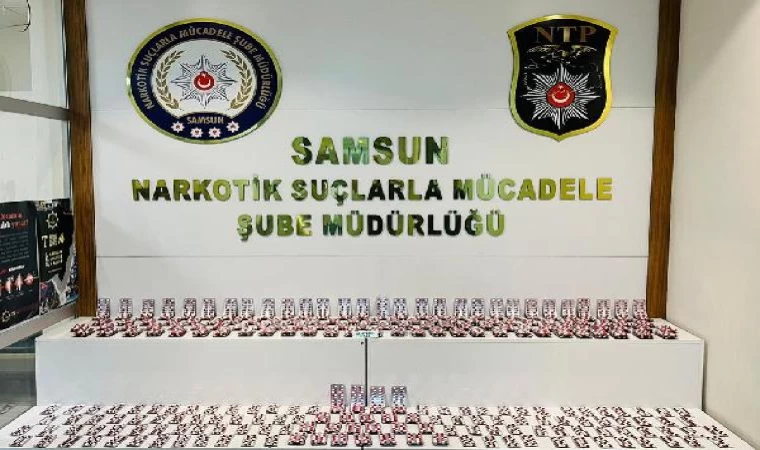 NARKOTİK SUÇLARLA MÜCADELE ŞUBE MÜDÜRLÜĞÜ
SAMSUN
NTP
SAMSUN
NARKOTİK SUÇLARLA MÜCADELE
ŞUBE MÜDÜRLÜĞÜ